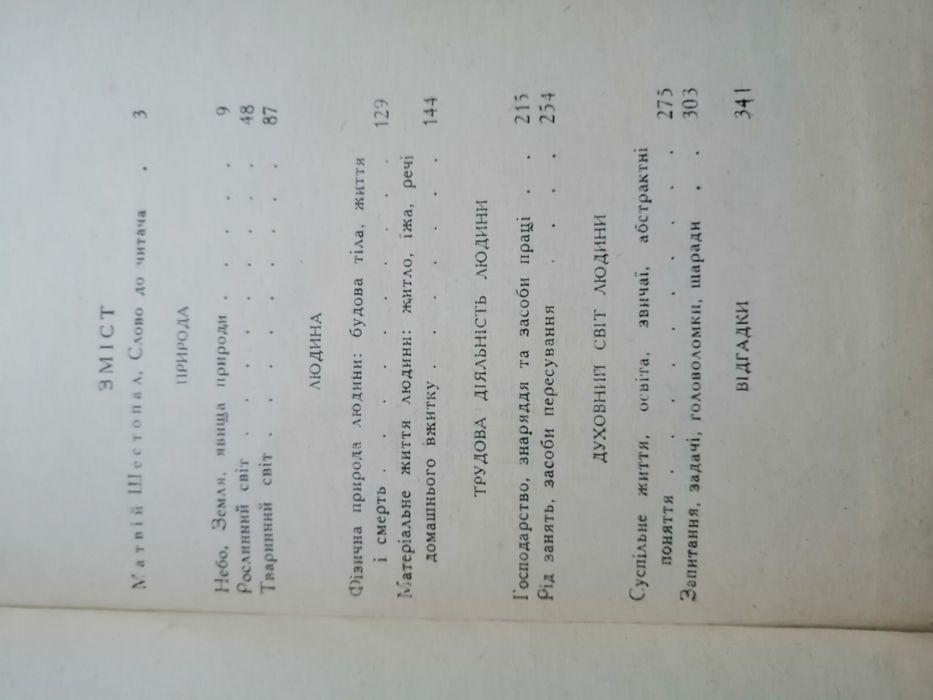 ЗМІСТ
Матвій Шестопал, Слово до читача . 3
ПРИРОДА
Небо, Земля, явища природи . . . . . . 9
Рослинний світ . . . . . . . . 48
Тваринний світ . . . . . . . . 87
ЛЮДИНА
Фізична природа людини: будова тіла, життя
і смерть . . . . . . . . . 129
Матеріальне життя людини: житло, їжа, речі
домашнього вжитку . . . . . . . 144
ТРУДОВА ДІЯЛЬНІСТЬ ЛЮДИНИ
Господарство, знаряддя та засоби праці . . 215
Рід занять, засоби пересування . . . . 254
ДУХОВНИЙ СВІТ ЛЮДИНИ
Суспільне життя, освіта, звичаї, абстрактні
поняття . . . . . . . . . 275
Запитання, задачі, головоломки, шаради . . 303
ВІДГАДКИ 341